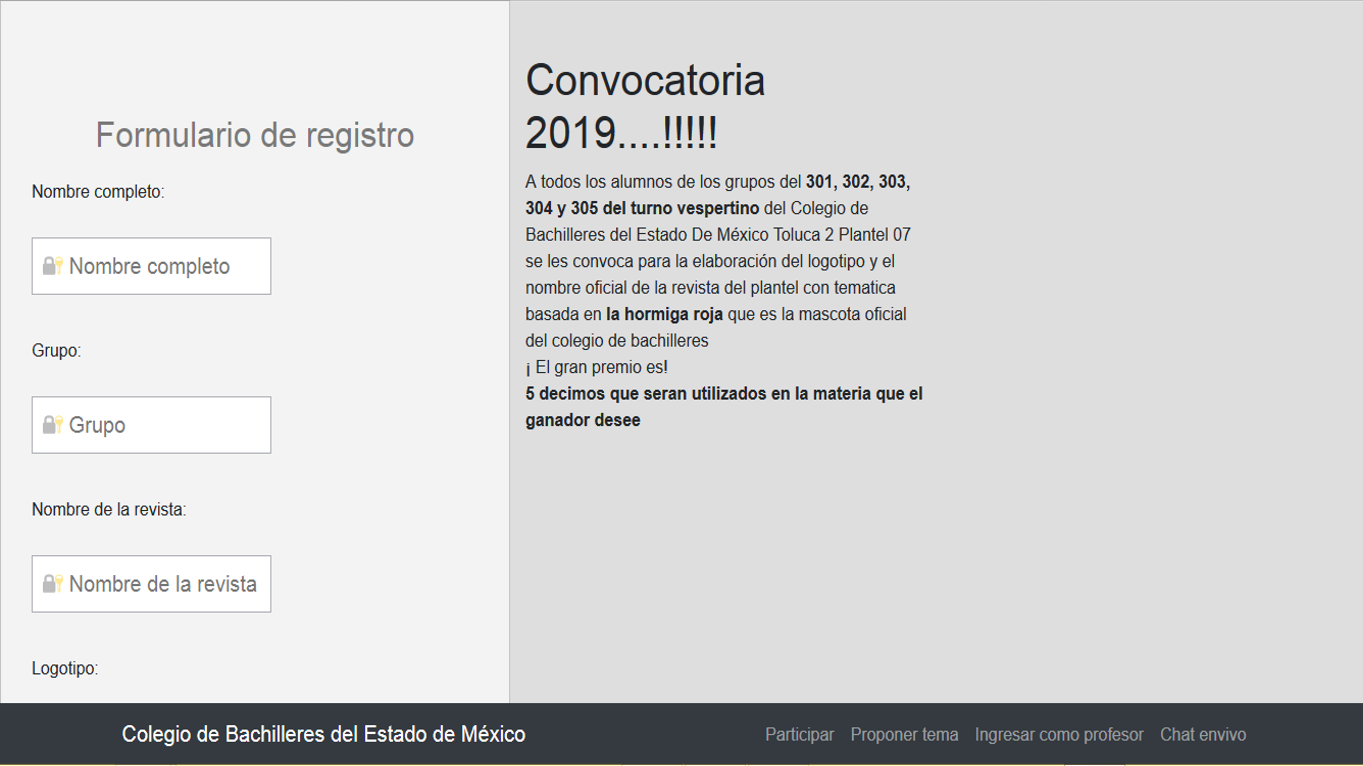 Formulario de registro
Nombre completo:
Nombre completo
Grupo:
Grupo
Nombre de la revista:
Nombre de la revista
Logotipo:
Convocatoria
2019....!!!!!
A todos los alumnos de los grupos del 301, 302, 303,
304 y 305 del turno vespertino del Colegio de
Bachilleres del Estado De México Toluca 2 Plantel 07
se les convoca para la elaboración del logotipo y el
nombre oficial de la revista del plantel con tematica
basada en la hormiga roja que es la mascota oficial
del colegio de bachilleres
¡ El gran premio es!
5 decimos que seran utilizados en la materia que el
ganador desee
Colegio de Bachilleres del Estado de México
Participar Proponer tema Ingresar como profesor Chat envivo